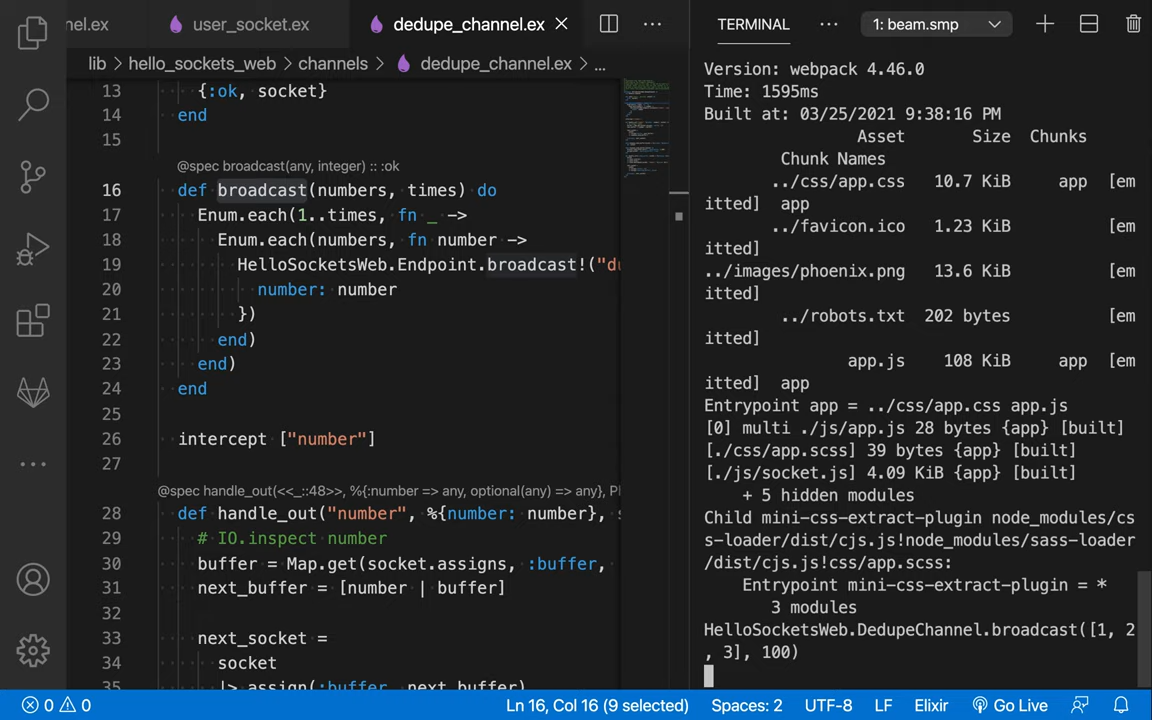 nel.ex
user_socket.ex
dedupe_channel.ex
lib > hello_sockets_web > channels > dedupe_channel.ex > ...
13 {:ok, socket}
14 end
15
@spec broadcast(any, integer) :: :ok
16 def broadcast(numbers, times) do
17 Enum.each(1..times, fn _ ->
18 Enum.each(numbers, fn number ->
19 HelloSocketsWeb.Endpoint.broadcast!("du
20 number: number
21 })
22 end)
23 end)
24 end
25
26 intercept ["number"]
27
@spec handle_out(<<_::48>>, %{:number => any, optional(any) => any}, Pl
28 def handle_out("number", %{number: number}, s
29 # IO.inspect number
30 buffer = Map.get(socket.assigns, :buffer,
31 next_buffer = [number | buffer]
32
33 next_socket =
34 socket
35 |> assign(:buffer, next_buffer)
TERMINAL
1: beam.smp
Version: webpack 4.46.0
Time: 1595ms
Built at: 03/25/2021 9:38:16 PM
Asset Size Chunks
Chunk Names
../css/app.css 10.7 KiB app [em
itted] app
../favicon.ico 1.23 KiB [em
itted]
../images/phoenix.png 13.6 KiB [em
itted]
../robots.txt 202 bytes [em
itted]
app.js 108 KiB app [em
itted] app
Entrypoint app = ../css/app.css app.js
[0] multi ./js/app.js 28 bytes {app} [built]
[./css/app.scss] 39 bytes {app} [built]
[./js/socket.js] 4.09 KiB {app} [built]
+ 5 hidden modules
Child mini-css-extract-plugin node_modules/cs
s-loader/dist/cjs.js!node_modules/sass-loader
/dist/cjs.js!css/app.scss:
Entrypoint mini-css-extract-plugin = *
3 modules
HelloSocketsWeb.DedupeChannel.broadcast([1, 2
, 3], 100)
0 0
Ln 16, Col 16 (9 selected)
Spaces: 2
UTF-8
LF
Elixir
Go Live